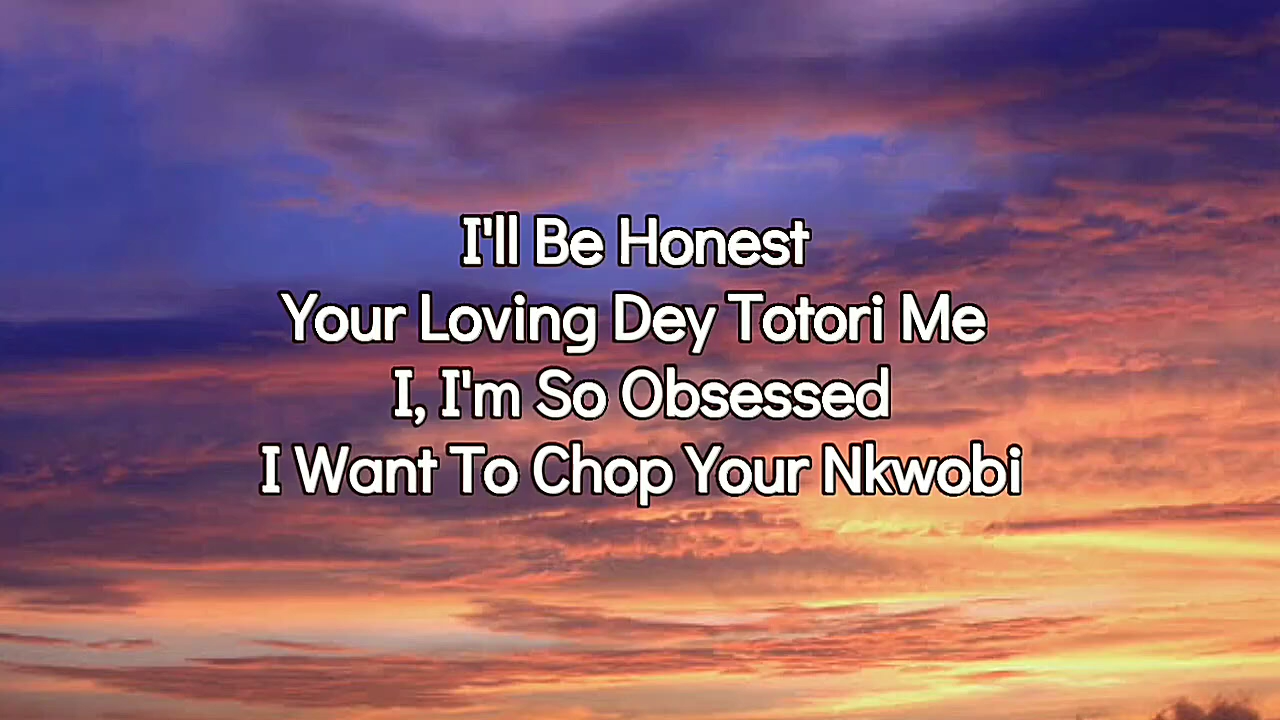 I'll Be Honest
Your Loving Dey Totori Me
I, I'm So Obsessed
I Want To Chop Your Nkwobi